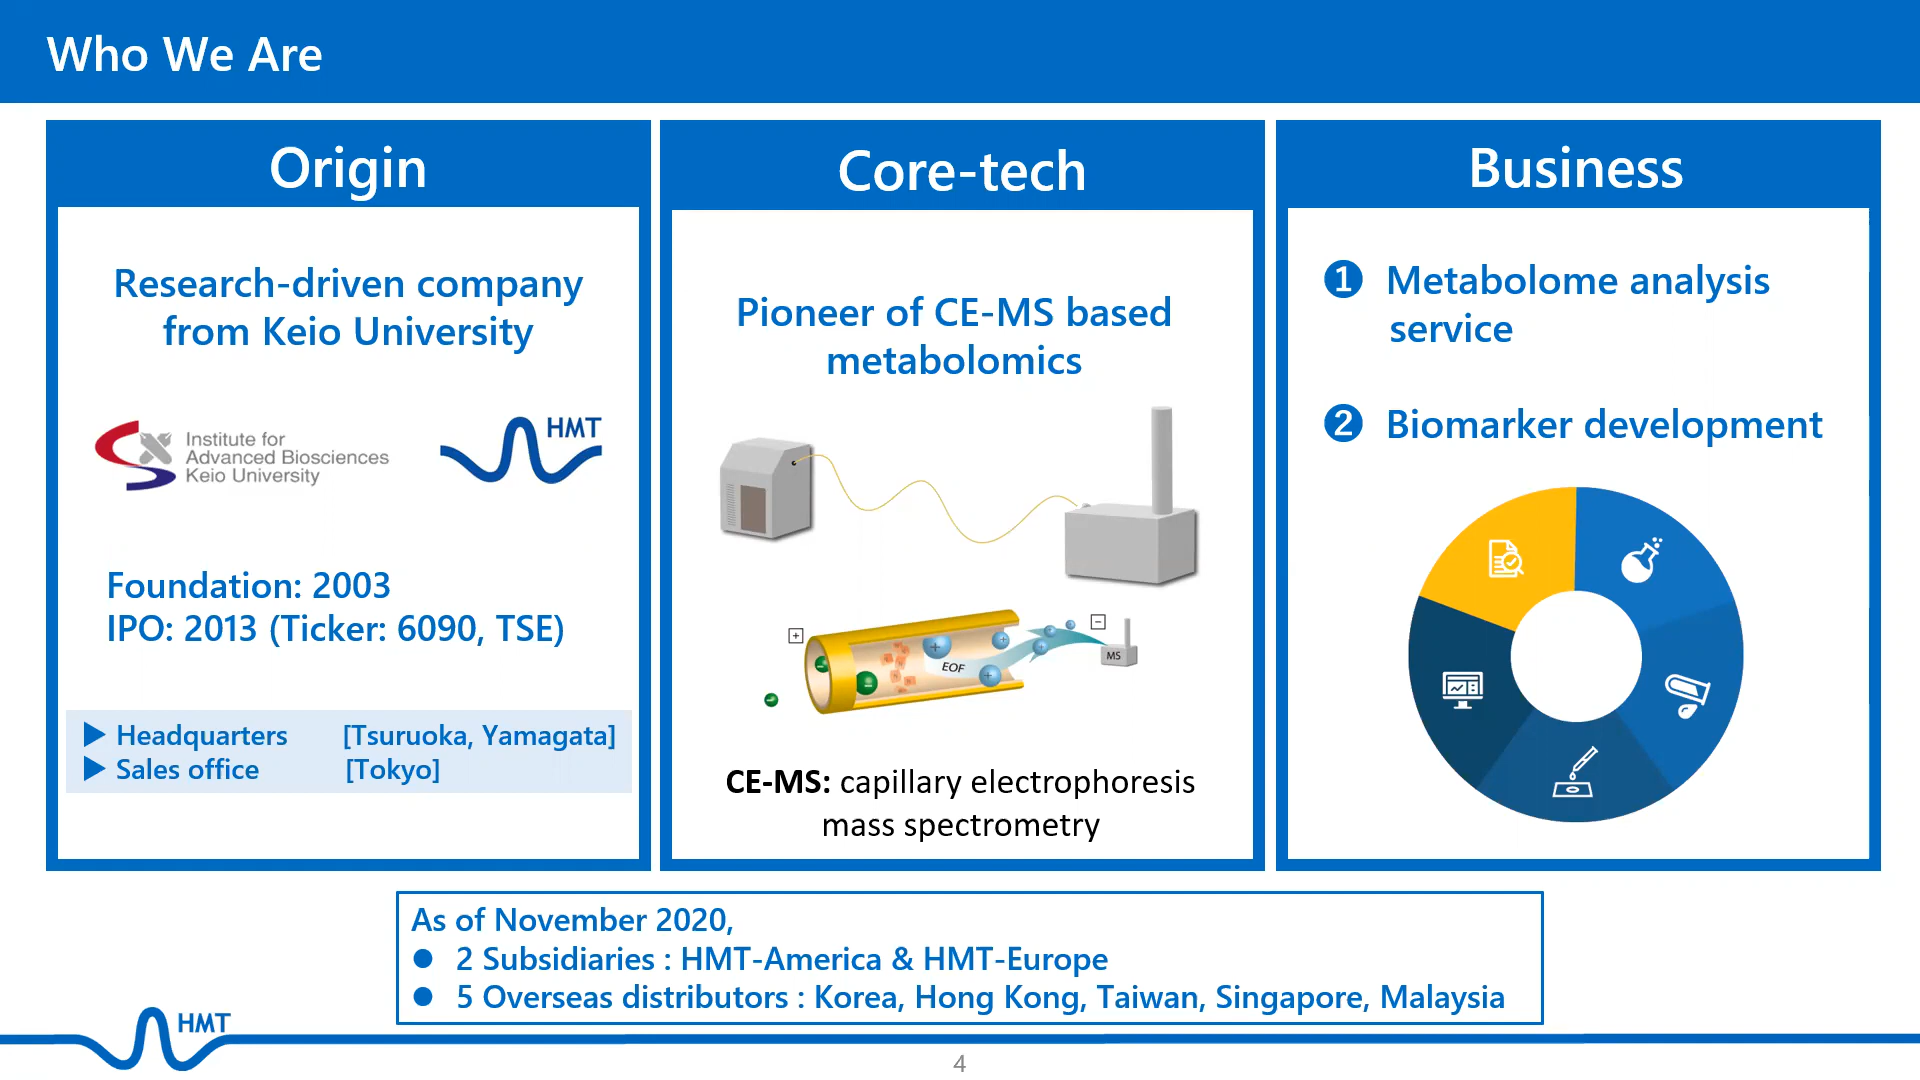 Who We Are
Origin
Research-driven company
from Keio University
Institute for
Advanced Biosciences
Keio University
HMT
Foundation: 2003
IPO: 2013 (Ticker: 6090, TSE)
▶ Headquarters [Tsuruoka, Yamagata]
▶ Sales office [Tokyo]
Core-tech
Pioneer of CE-MS based
metabolomics
+
−
EOF
MS
CE-MS: capillary electrophoresis
mass spectrometry
Business
❶ Metabolome analysis
service
❷ Biomarker development
As of November 2020,
● 2 Subsidiaries : HMT-America & HMT-Europe
● 5 Overseas distributors : Korea, Hong Kong, Taiwan, Singapore, Malaysia
HMT
4